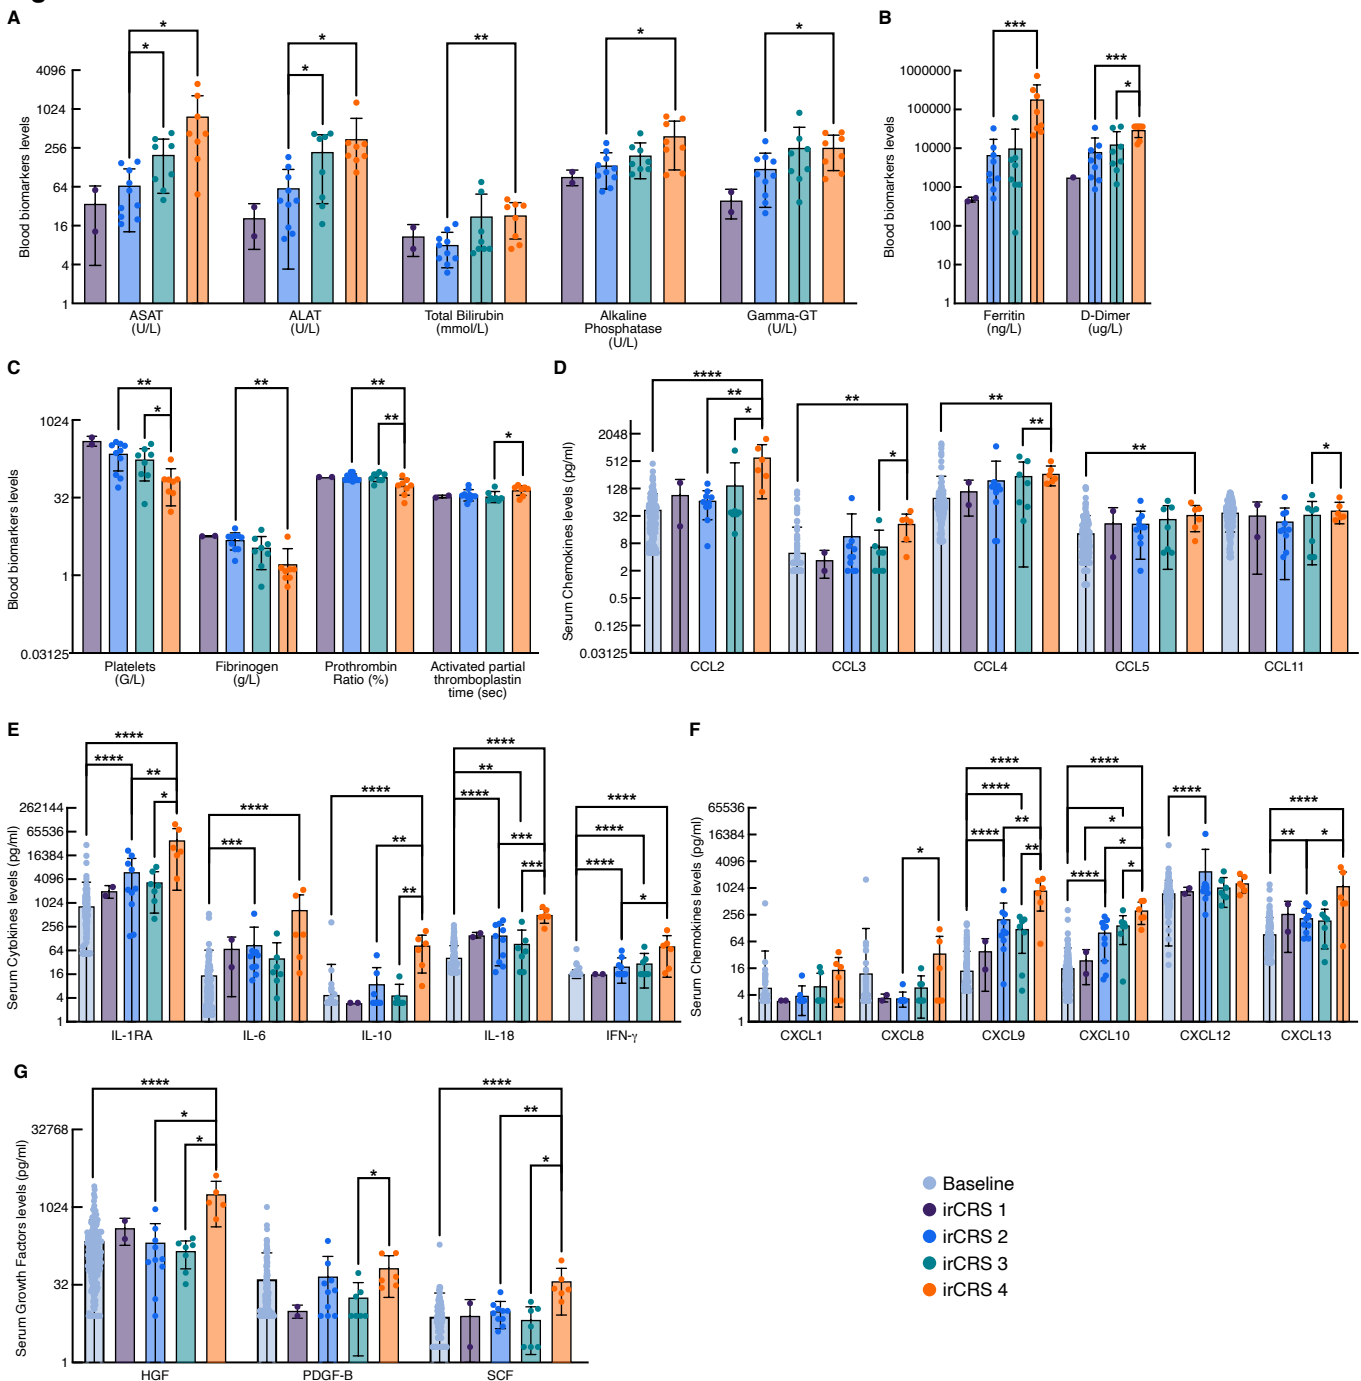 A
Blood biomarkers levels
4096
1024
256
64
16
4
1
*
*
*
*
**
*
*
ASAT
(U/L)
ALAT
(U/L)
Total Bilirubin
(mmol/L)
Alkaline
Phosphatase
(U/L)
Gamma-GT
(U/L)
B
Blood biomarkers levels
1000000
100000
10000
1000
100
10
1
***
***
*
Ferritin
(ng/L)
D-Dimer
(ug/L)
C
Blood biomarkers levels
1024
32
1
0.03125
**
*
**
**
**
*
Platelets
(G/L)
Fibrinogen
(g/L)
Prothrombin
Ratio (%)
Activated partial
thromboplastin
time (sec)
D
Serum Chemokines levels (pg/ml)
2048
512
128
32
8
2
0.5
0.125
0.03125
****
**
*
**
*
**
**
**
*
CCL2
CCL3
CCL4
CCL5
CCL11
E
Serum Cytokines levels (pg/ml)
262144
65536
16384
4096
1024
256
64
16
4
1
****
****
**
*
****
***
****
**
**
****
**
****
***
***
****
****
****
*
IL-1RA
IL-6
IL-10
IL-18
IFN-γ
F
Serum Chemokines levels (pg/ml)
65536
16384
4096
1024
256
64
16
4
1
*
****
****
****
**
**
****
*
*
****
*
****
****
**
*
CXCL1
CXCL8
CXCL9
CXCL10
CXCL12
CXCL13
G
Serum Growth Factors levels (pg/ml)
32768
1024
32
1
****
*
*
*
****
**
*
HGF
PDGF-B
SCF
Baseline
irCRS 1
irCRS 2
irCRS 3
irCRS 4